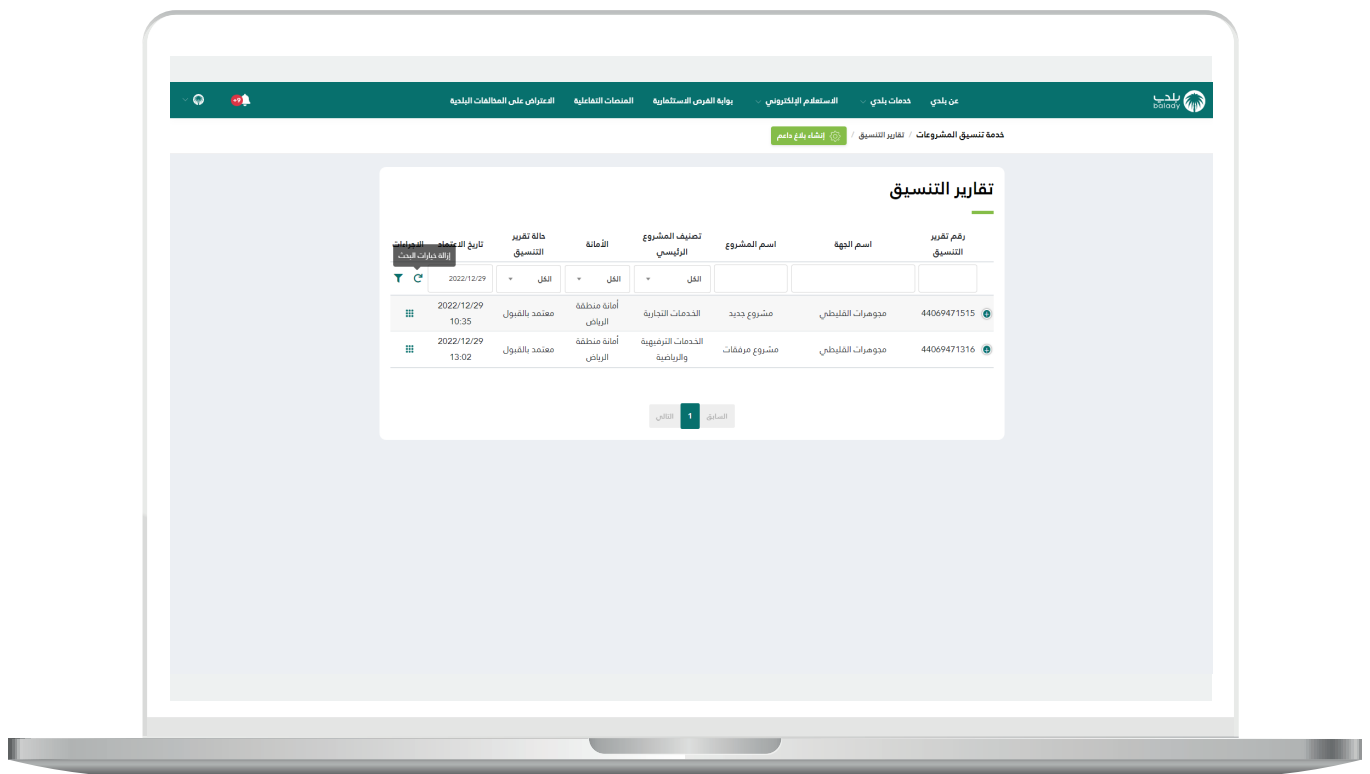 بلدي
balady
عن بلدي
خدمات بلدي
الاستعلام الإلكتروني
بوابة الفرص الاستثمارية
المنصات التفاعلية
الاعتراض على المخالفات البلدية
+9
خدمة تنسيق المشروعات / تقارير التنسيق / إنشاء بلاغ داعم
تقارير التنسيق
رقم تقرير التنسيق
اسم الجهة
اسم المشروع
تصنيف المشروع الرئيسي
الأمانة
حالة تقرير التنسيق
تاريخ الاعتماد
الاجراءات
إزالة خيارات البحث
الكل
الكل
الكل
2022/12/29
44069471515
مجوهرات القليطي
مشروع جديد
الخدمات التجارية
أمانة منطقة الرياض
معتمد بالقبول
2022/12/29
10:35
44069471316
مجوهرات القليطي
مشروع مرفقات
الخدمات الترفيهية والرياضية
أمانة منطقة الرياض
معتمد بالقبول
2022/12/29
13:02
السابق
1
التالي